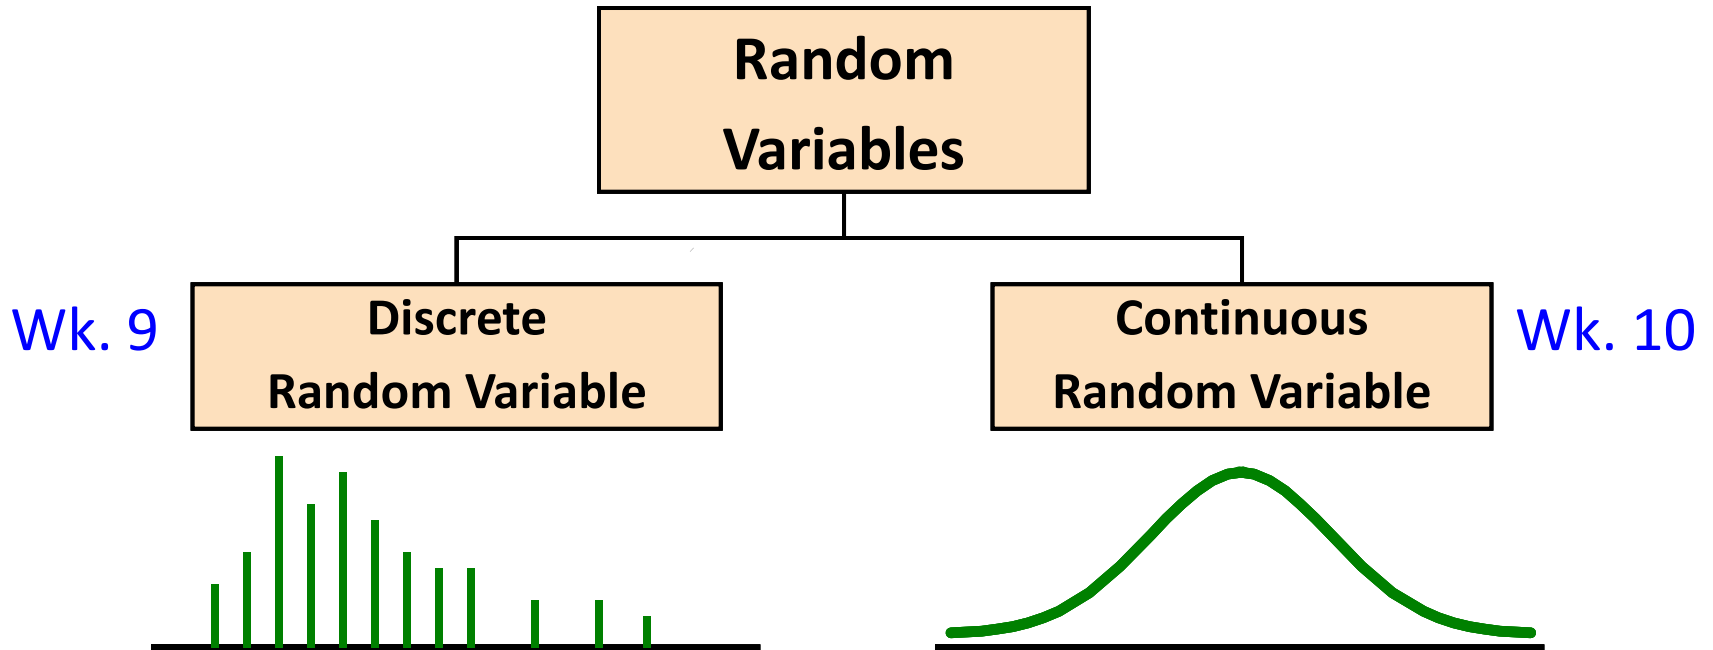 Random
Variables
Wk. 9
Discrete
Random Variable
Continuous
Random Variable
Wk. 10